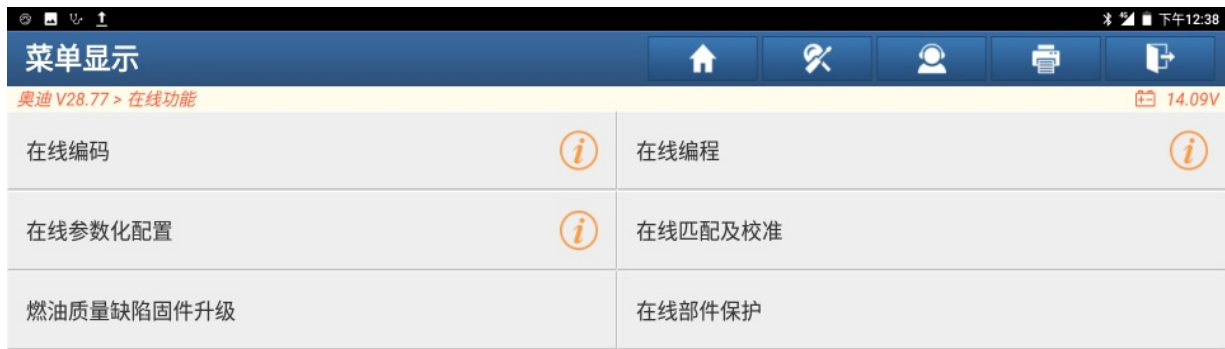 下午12:38
菜单显示
奥迪 V28.77 > 在线功能
14.09V
在线编码
在线编程
在线参数化配置
在线匹配及校准
燃油质量缺陷固件升级
在线部件保护